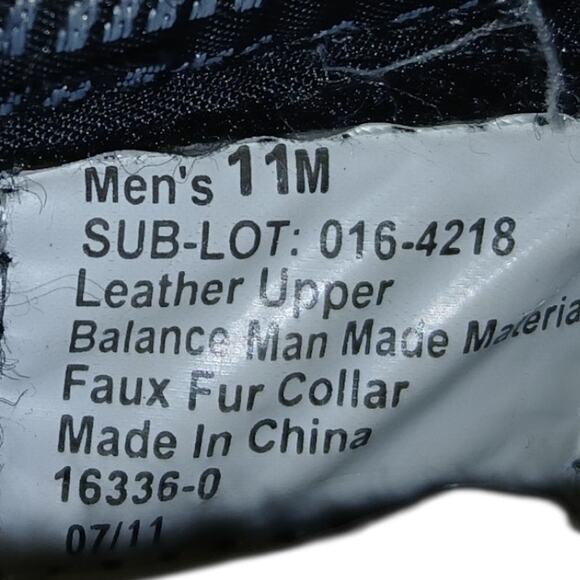 Men's 11M
SUB-LOT: 016-4218
Leather Upper
Balance Man Made Materia
Faux Fur Collar
Made In China
16336-0
07/11